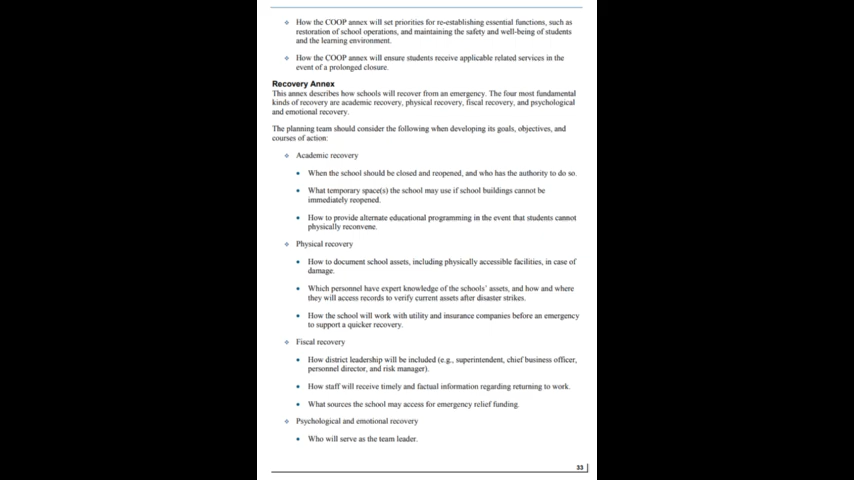 ❖ How the COOP annex will set priorities for re-establishing essential functions, such as
restoration of school operations, and maintaining the safety and well-being of students
and the learning environment.
❖ How the COOP annex will ensure students receive applicable related services in the
event of a prolonged closure.
Recovery Annex
This annex describes how schools will recover from an emergency. The four most fundamental
kinds of recovery are academic recovery, physical recovery, fiscal recovery, and psychological
and emotional recovery.
The planning team should consider the following when developing its goals, objectives, and
courses of action:
❖ Academic recovery
• When the school should be closed and reopened, and who has the authority to do so.
• What temporary space(s) the school may use if school buildings cannot be
immediately reopened.
• How to provide alternate educational programming in the event that students cannot
physically reconvene.
❖ Physical recovery
• How to document school assets, including physically accessible facilities, in case of
damage.
• Which personnel have expert knowledge of the schools' assets, and how and where
they will access records to verify current assets after disaster strikes.
• How the school will work with utility and insurance companies before an emergency
to support a quicker recovery.
❖ Fiscal recovery
• How district leadership will be included (e.g., superintendent, chief business officer,
personnel director, and risk manager).
• How staff will receive timely and factual information regarding returning to work.
• What sources the school may access for emergency relief funding.
❖ Psychological and emotional recovery
• Who will serve as the team leader.
33